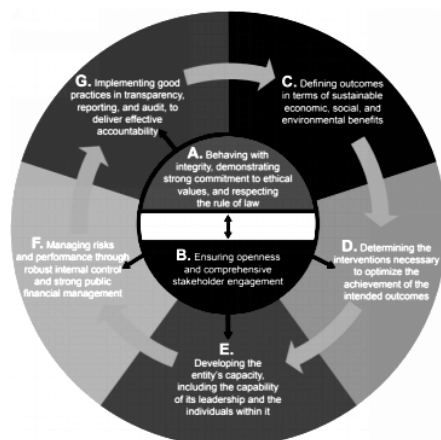 G. Implementing good
practices in transparency,
reporting, and audit, to
deliver effective
accountability
C. Defining outcomes
in terms of sustainable
economic, social, and
environmental benefits
A. Behaving with
integrity, demonstrating
strong commitment to ethical
values, and respecting
the rule of law
B. Ensuring openness
and comprehensive
stakeholder engagement
F. Managing risks
and performance through
robust internal control
and strong public
financial management
D. Determining the
interventions necessary
to optimize the
achievement of the
intended outcomes
E.
Developing the
entity's capacity,
including the capability
of its leadership and the
individuals within it